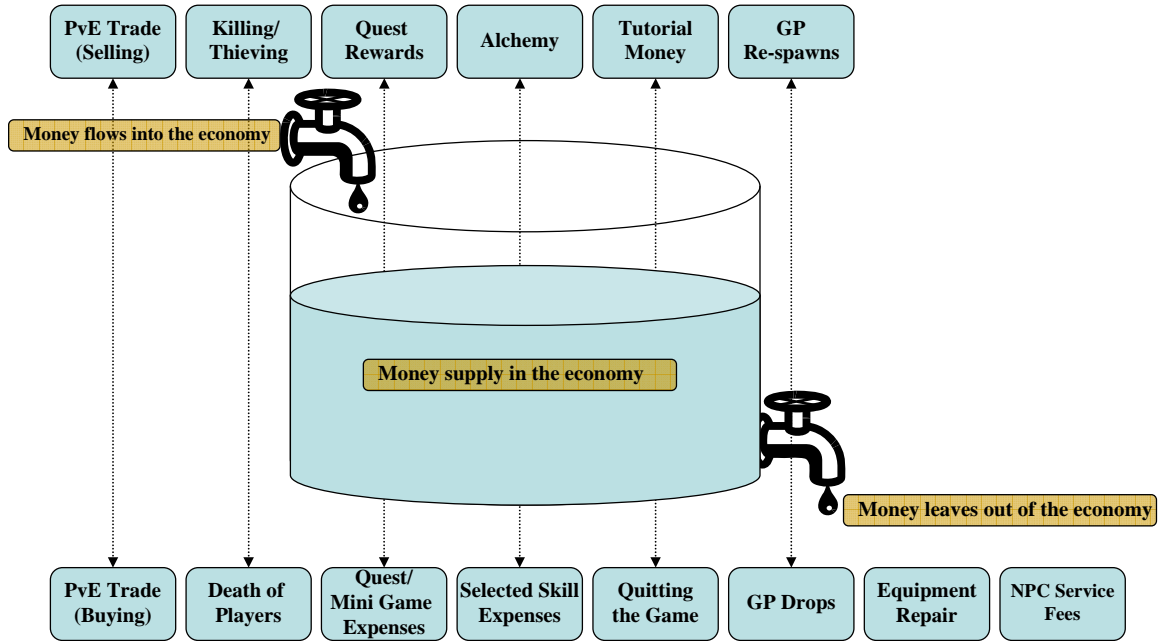 PvE Trade
(Selling)
Killing/
Thieving
Quest
Rewards
Alchemy
Tutorial
Money
GP
Re-spawns
Money flows into the economy
Money supply in the economy
Money leaves out of the economy
PvE Trade
(Buying)
Death of
Players
Quest/
Mini Game
Expenses
Selected Skill
Expenses
Quitting
the Game
GP Drops
Equipment
Repair
NPC Service
Fees